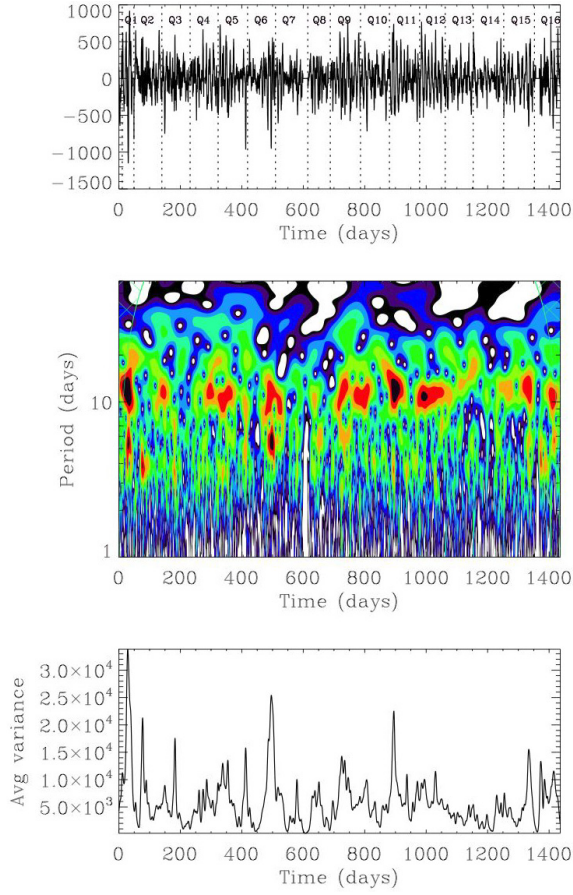 1000
Q1 Q2 Q3 Q4 Q5 Q6 Q7 Q8 Q9 Q10 Q11 Q12 Q13 Q14 Q15 Q16
500
0
−500
−1000
−1500
0 200 400 600 800 1000 1200 1400
Time (days)
Period (days)
10
1
0 200 400 600 800 1000 1200 1400
Time (days)
Avg variance
3.0×10⁴
2.5×10⁴
2.0×10⁴
1.5×10⁴
1.0×10⁴
5.0×10³
0 200 400 600 800 1000 1200 1400
Time (days)